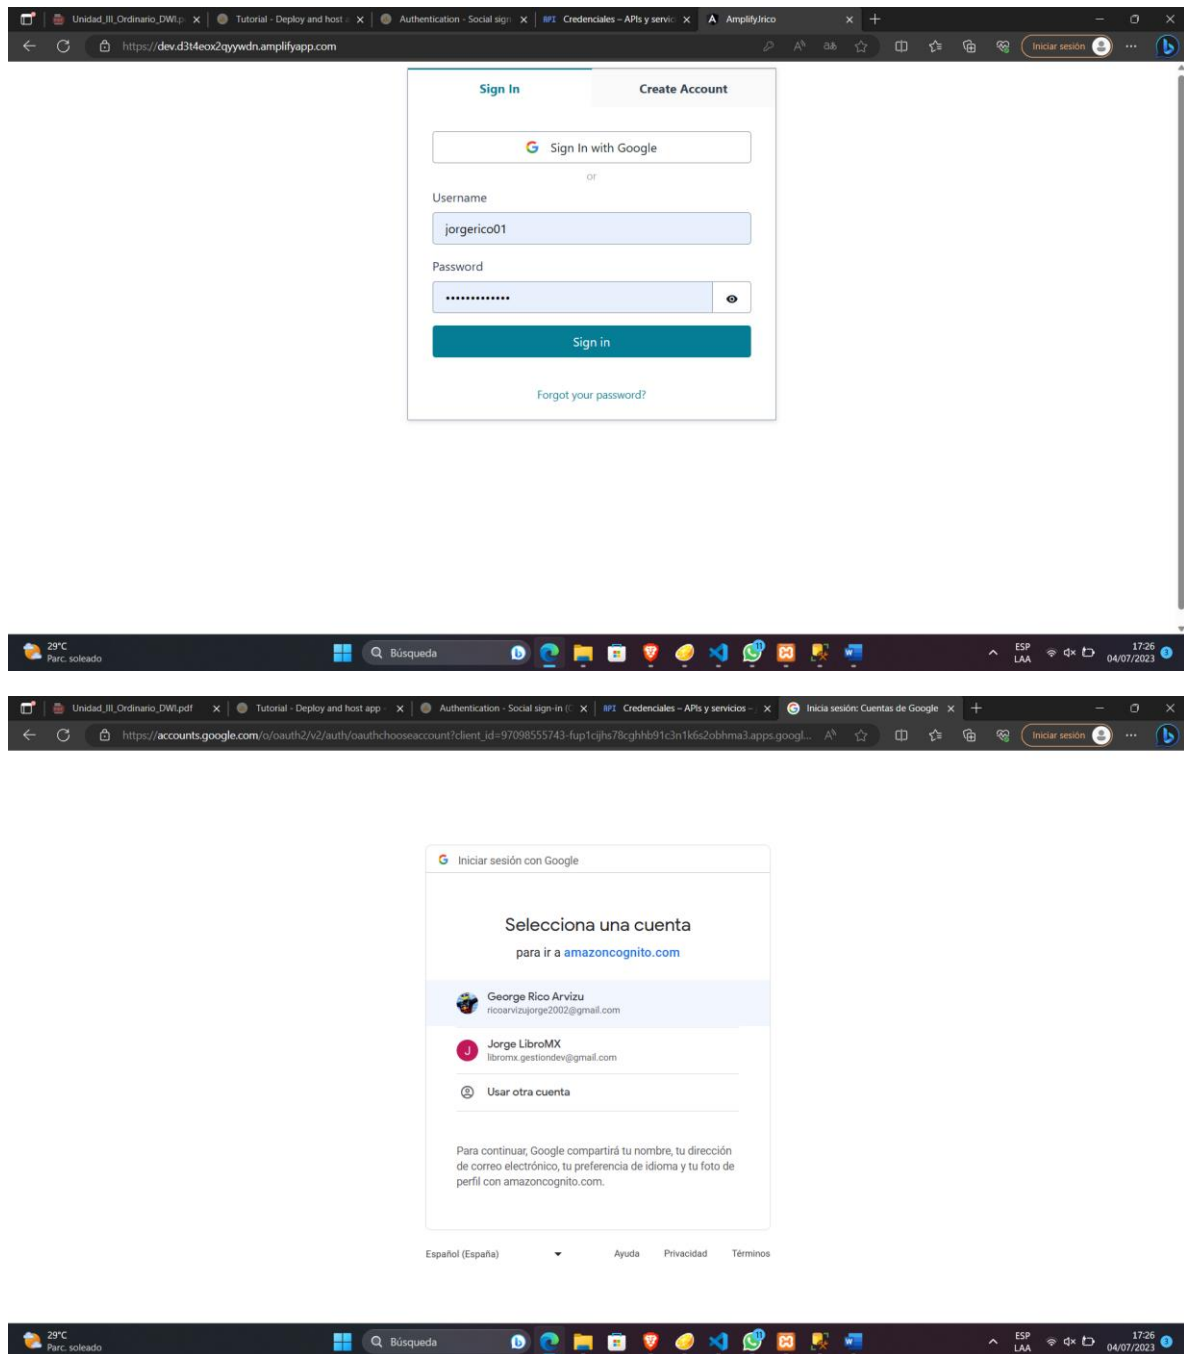 Unidad_III_Ordinario_DWI.p
Tutorial - Deploy and host a
Authentication - Social sign
API Credenciales – APIs y servic
A AmplifyJrico
https://dev.d3t4eox2qyywdn.amplifyapp.com
Iniciar sesión
Sign In
Create Account
Sign In with Google
or
Username
jorgerico01
Password
Sign in
Forgot your password?
29°C
Parc. soleado
Búsqueda
ESP
LAA
17:26
04/07/2023
Unidad_III_Ordinario_DWI.pdf
Tutorial - Deploy and host app -
Authentication - Social sign-in (
API Credenciales – APIs y servicios –
Inicia sesión: Cuentas de Google
https://accounts.google.com/o/oauth2/v2/auth/oauthchooseaccount?client_id=97098555743-fup1cijhs78cghhb91c3n1k6s2obhma3.apps.googl...
Iniciar sesión
Iniciar sesión con Google
Selecciona una cuenta
para ir a amazoncognito.com
George Rico Arvizu
ricoarvizujorge2002@gmail.com
J
Jorge LibroMX
libromx.gestiondev@gmail.com
Usar otra cuenta
Para continuar, Google compartirá tu nombre, tu dirección
de correo electrónico, tu preferencia de idioma y tu foto de
perfil con amazoncognito.com.
Español (España)
Ayuda
Privacidad
Términos
29°C
Parc. soleado
Búsqueda
ESP
LAA
17:26
04/07/2023